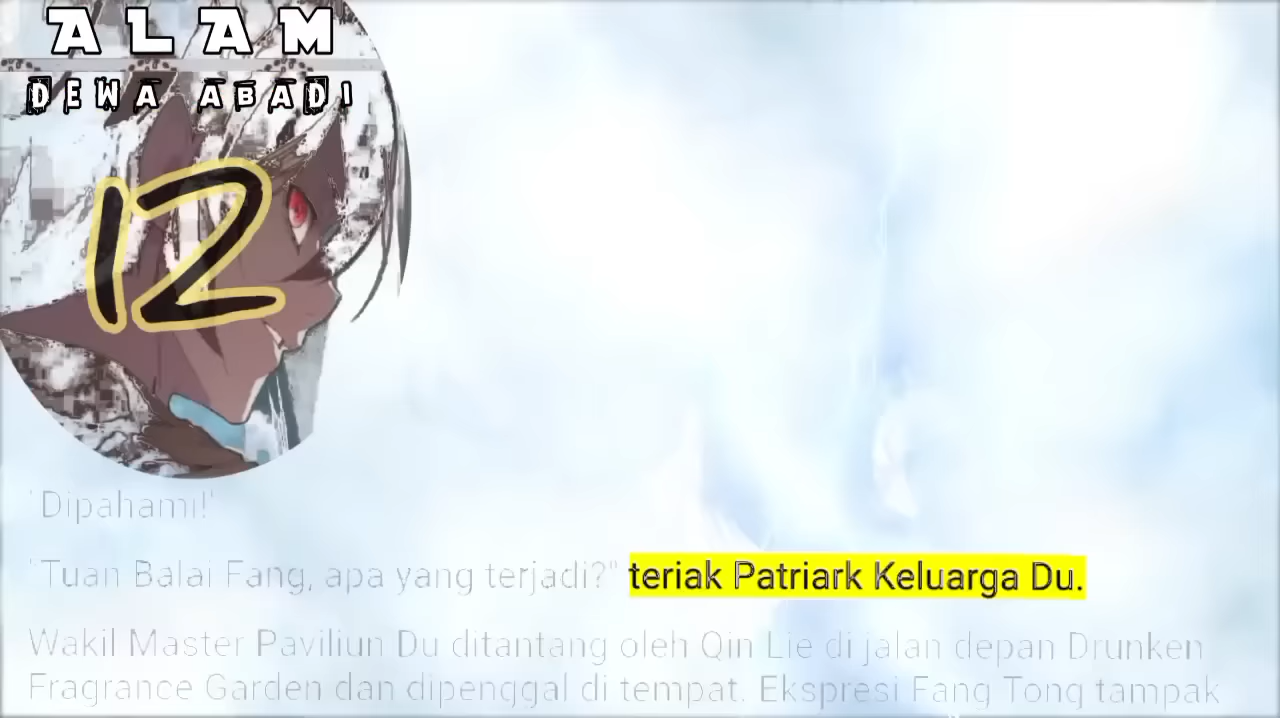 ALAM
DEWA ABADI
12
"Dipahami!"
"Tuan Balai Fang, apa yang terjadi?" teriak Patriark Keluarga Du.
Wakil Master Paviliun Du ditantang oleh Qin Lie di jalan depan Drunken
Fragrance Garden dan dipenggal di tempat. Ekspresi Fang Tong tampak